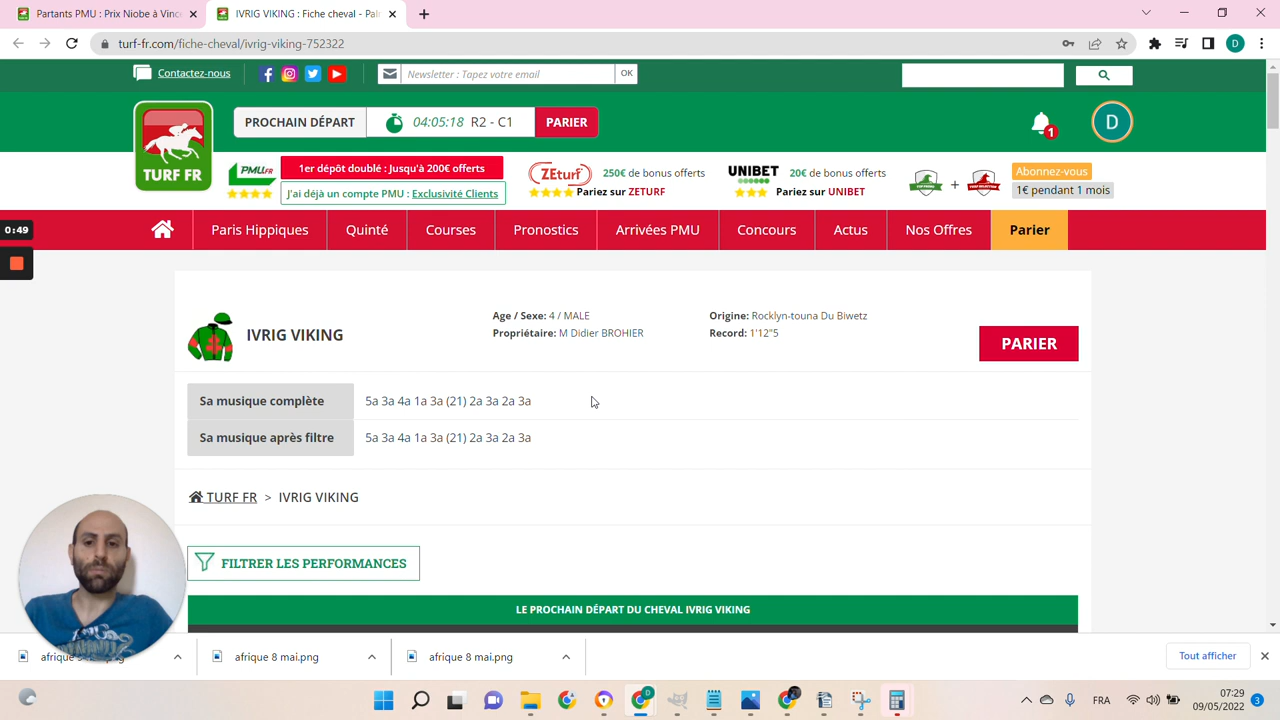 Partants PMU : Prix Niobe à Vince
IVRIG VIKING : Fiche cheval - Pal
turf-fr.com/fiche-cheval/ivrig-viking-752322
D
Contactez-nous
Newsletter : Tapez votre email
OK
TURF FR
PROCHAIN DÉPART
04:05:18 R2 - C1
PARIER
1
D
PMU.FR
1er dépôt doublé : Jusqu'à 200€ offerts
J'ai déjà un compte PMU : Exclusivité Clients
ZEturf
250€ de bonus offerts
Pariez sur ZETURF
UNIBET
20€ de bonus offerts
Pariez sur UNIBET
+
Abonnez-vous
1€ pendant 1 mois
0:49
Paris Hippiques
Quinté
Courses
Pronostics
Arrivées PMU
Concours
Actus
Nos Offres
Parier
IVRIG VIKING
Age / Sexe: 4 / MALE
Propriétaire: M Didier BROHIER
Origine: Rocklyn-touna Du Biwetz
Record: 1'12"5
PARIER
Sa musique complète
5a 3a 4a 1a 3a (21) 2a 3a 2a 3a
Sa musique après filtre
5a 3a 4a 1a 3a (21) 2a 3a 2a 3a
TURF FR > IVRIG VIKING
FILTRER LES PERFORMANCES
LE PROCHAIN DÉPART DU CHEVAL IVRIG VIKING
afrique 8 mai.png
afrique 8 mai.png
Tout afficher
FRA
07:29
09/05/2022
3